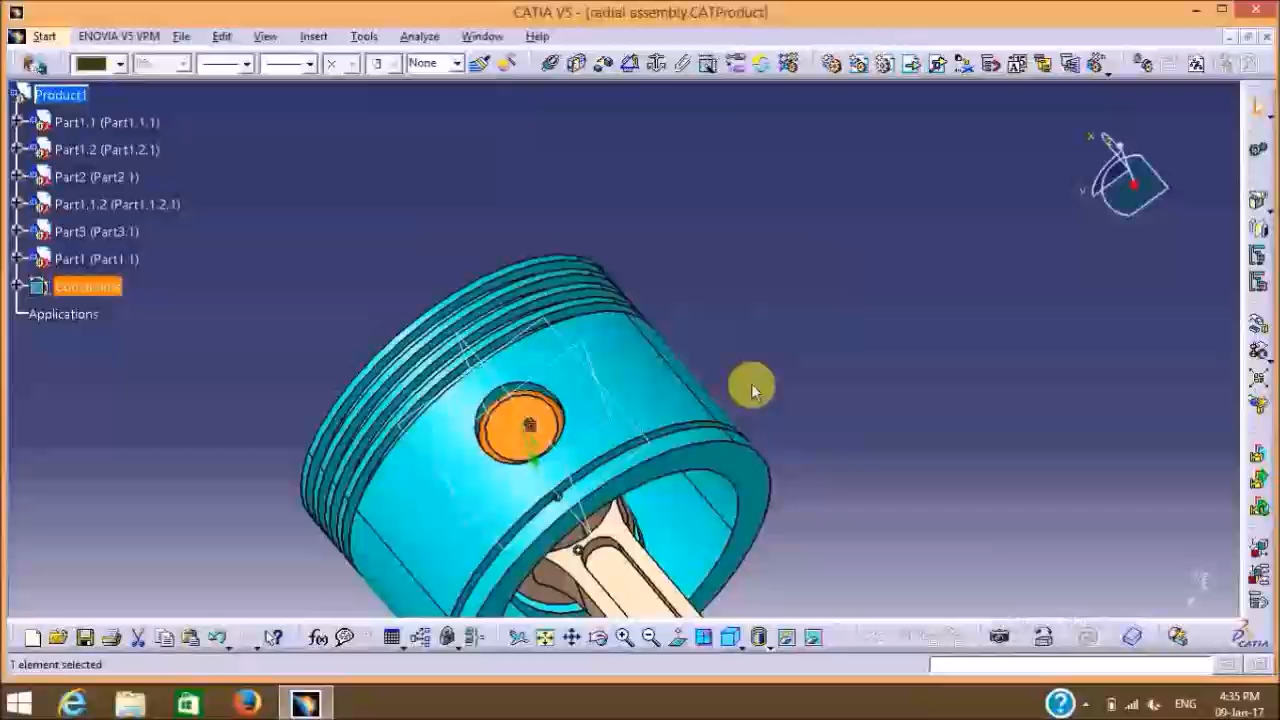 CATIA V5 - [radial assembly.CATProduct]
Start ENOVIA V5 VPM File Edit View Insert Tools Analyze Window Help
None
Product1
Part1.1 (Part1.1.1)
Part1.2 (Part1.2.1)
Part2 (Part2.1)
Part1.1.2 (Part1.1.2.1)
Part3 (Part3.1)
Part1 (Part1.1)
Constraints
Applications
1 element selected
CATIA
ENG
4:35 PM
09-Jan-17